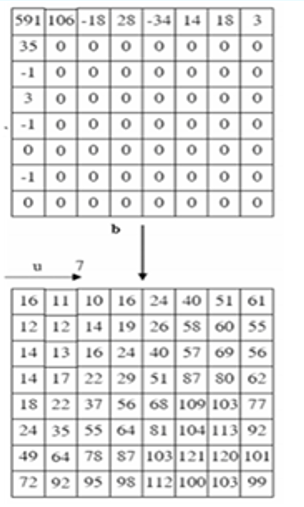 591 106 -18 28 -34 14 18 3
35 0 0 0 0 0 0 0
-1 0 0 0 0 0 0 0
3 0 0 0 0 0 0 0
-1 0 0 0 0 0 0 0
0 0 0 0 0 0 0 0
-1 0 0 0 0 0 0 0
0 0 0 0 0 0 0 0
b
u 7
16 11 10 16 24 40 51 61
12 12 14 19 26 58 60 55
14 13 16 24 40 57 69 56
14 17 22 29 51 87 80 62
18 22 37 56 68 109 103 77
24 35 55 64 81 104 113 92
49 64 78 87 103 121 120 101
72 92 95 98 112 100 103 99